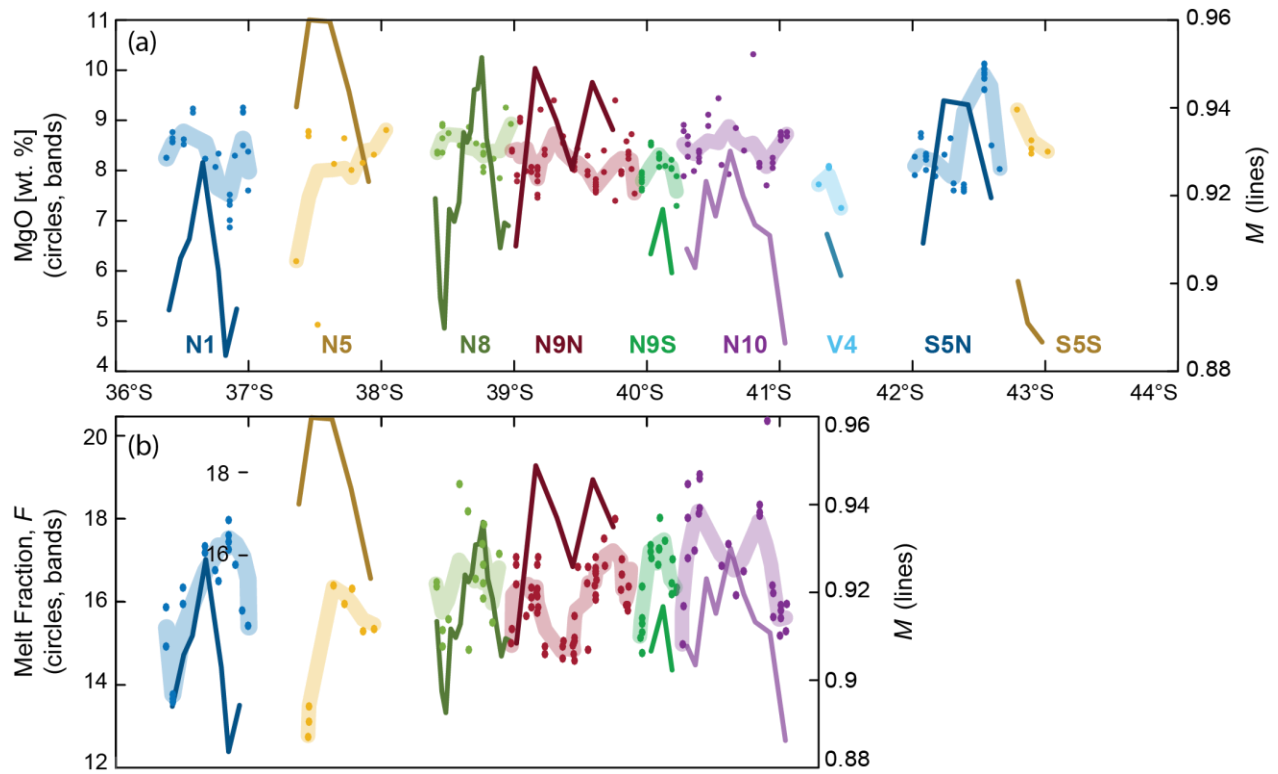 (a)
MgO [wt. %]
(circles, bands)
11
10
9
8
7
6
5
4
0.96
0.94
0.92
0.9
0.88
M (lines)
N1 N5 N8 N9N N9S N10 V4 S5N S5S
36°S 37°S 38°S 39°S 40°S 41°S 42°S 43°S 44°S
(b)
Melt Fraction, F
(circles, bands)
20
18
16
14
12
18
16
0.96
0.94
0.92
0.9
0.88
M (lines)